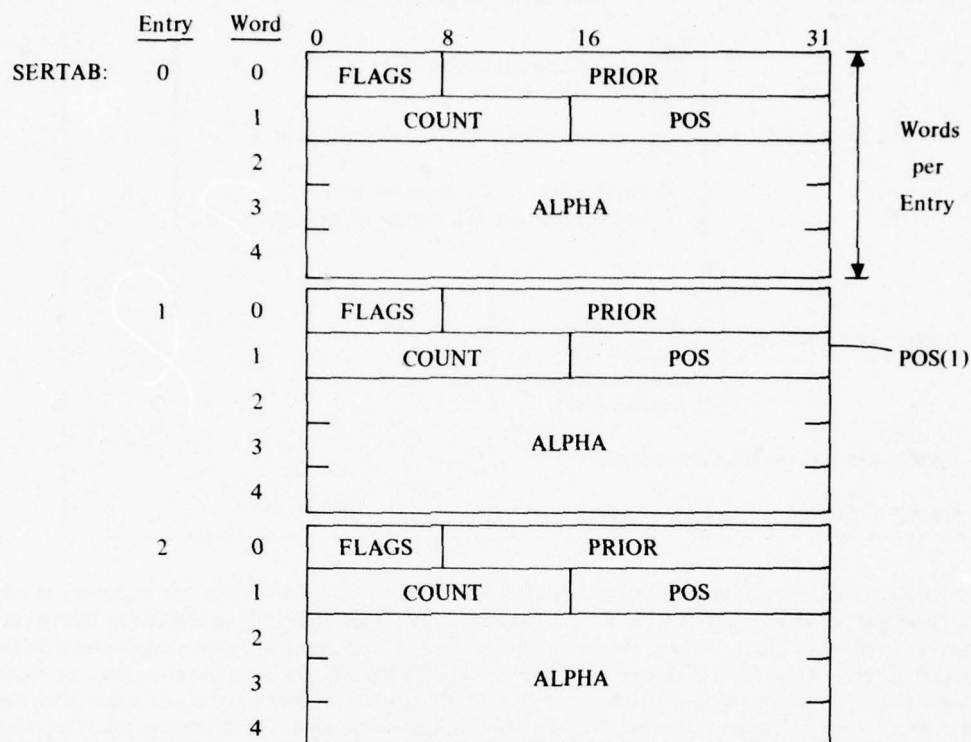 Entry Word
0 8 16 31
SERTAB: 0 0 FLAGS PRIOR
1 COUNT POS Words
2 per
3 ALPHA Entry
4
1 0 FLAGS PRIOR
1 COUNT POS POS(1)
2
3 ALPHA
4
2 0 FLAGS PRIOR
1 COUNT POS
2
3 ALPHA
4